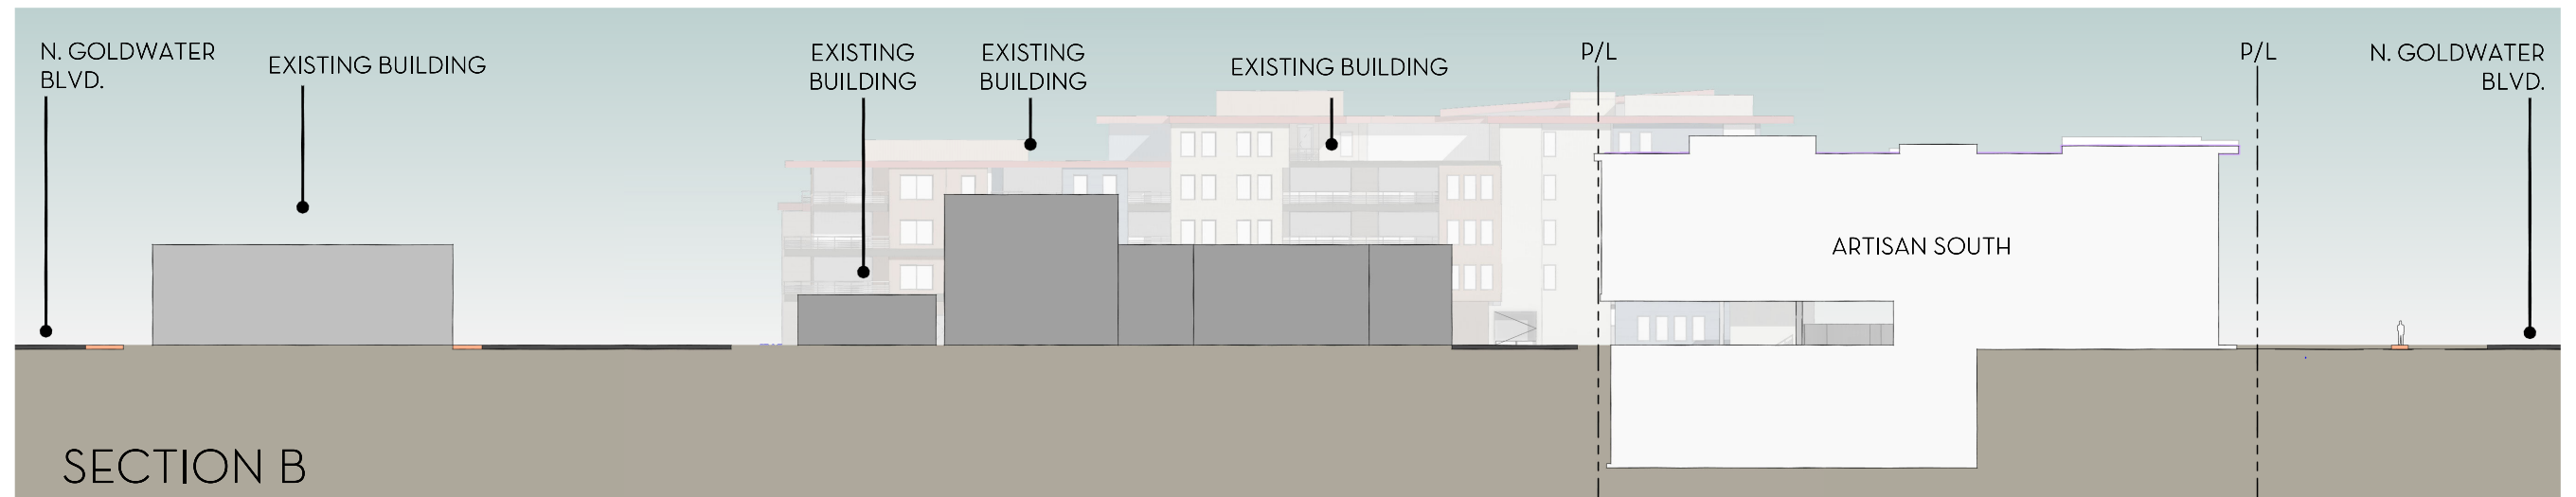 N. GOLDWATER
BLVD.
EXISTING BUILDING
EXISTING
BUILDING
EXISTING
BUILDING
EXISTING BUILDING
P/L
P/L
N. GOLDWATER
BLVD.
ARTISAN SOUTH
SECTION B